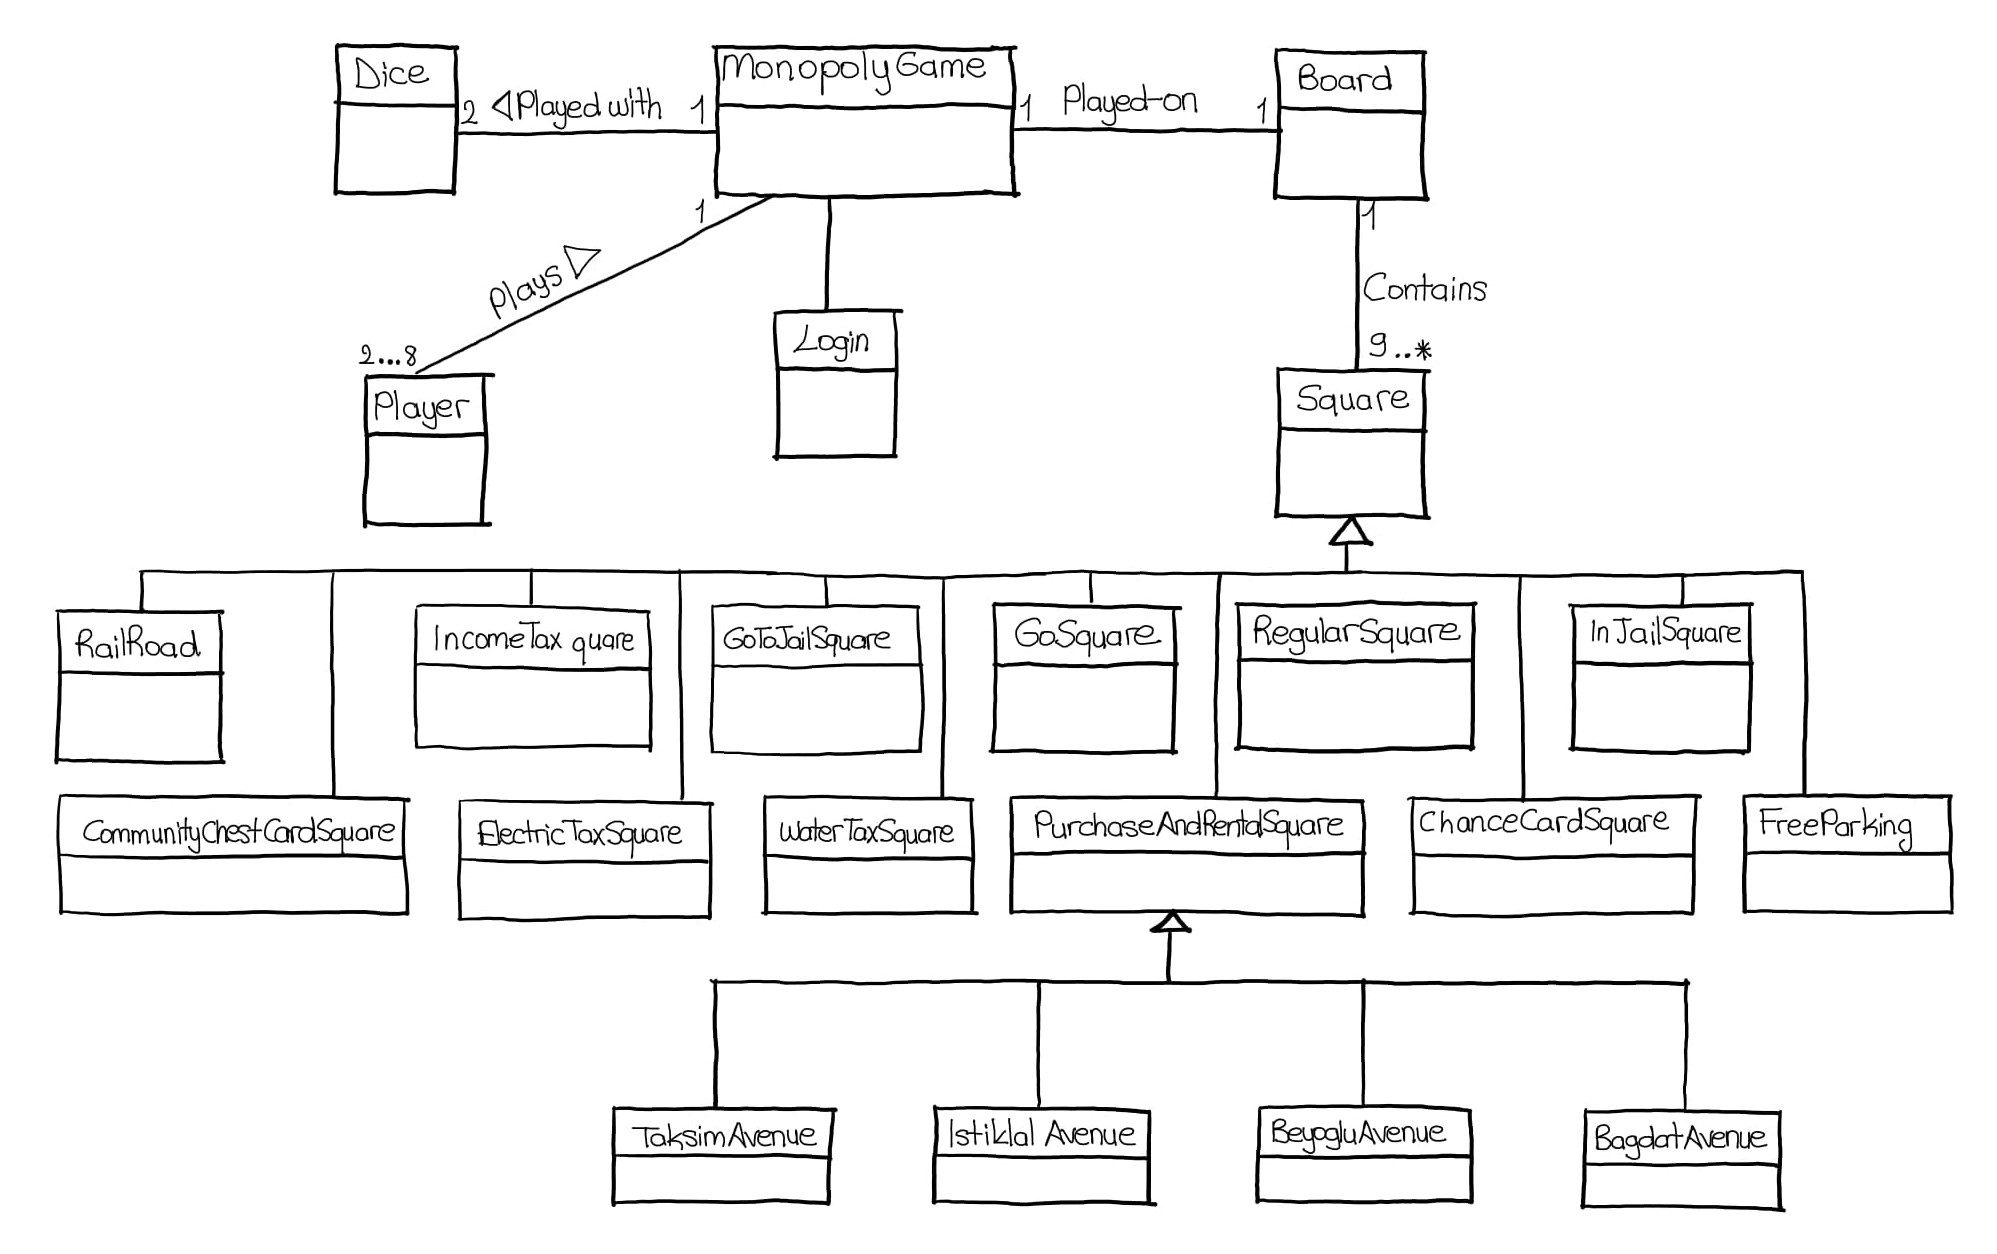 Dice
MonopolyGame
Board
2 Played with 1
1 Played-on 1
1
Plays
2...8
1
Contains
9..*
Login
Player
Square
RailRoad
IncomeTax quare
GoToJailSquare
GoSquare
RegularSquare
InJailSquare
CommunityChestCardSquare
ElectricTaxSquare
WaterTaxSquare
PurchaseAndRentalSquare
ChanceCardSquare
FreeParking
TaksimAvenue
Istiklal Avenue
BeyogluAvenue
BagdatAvenue